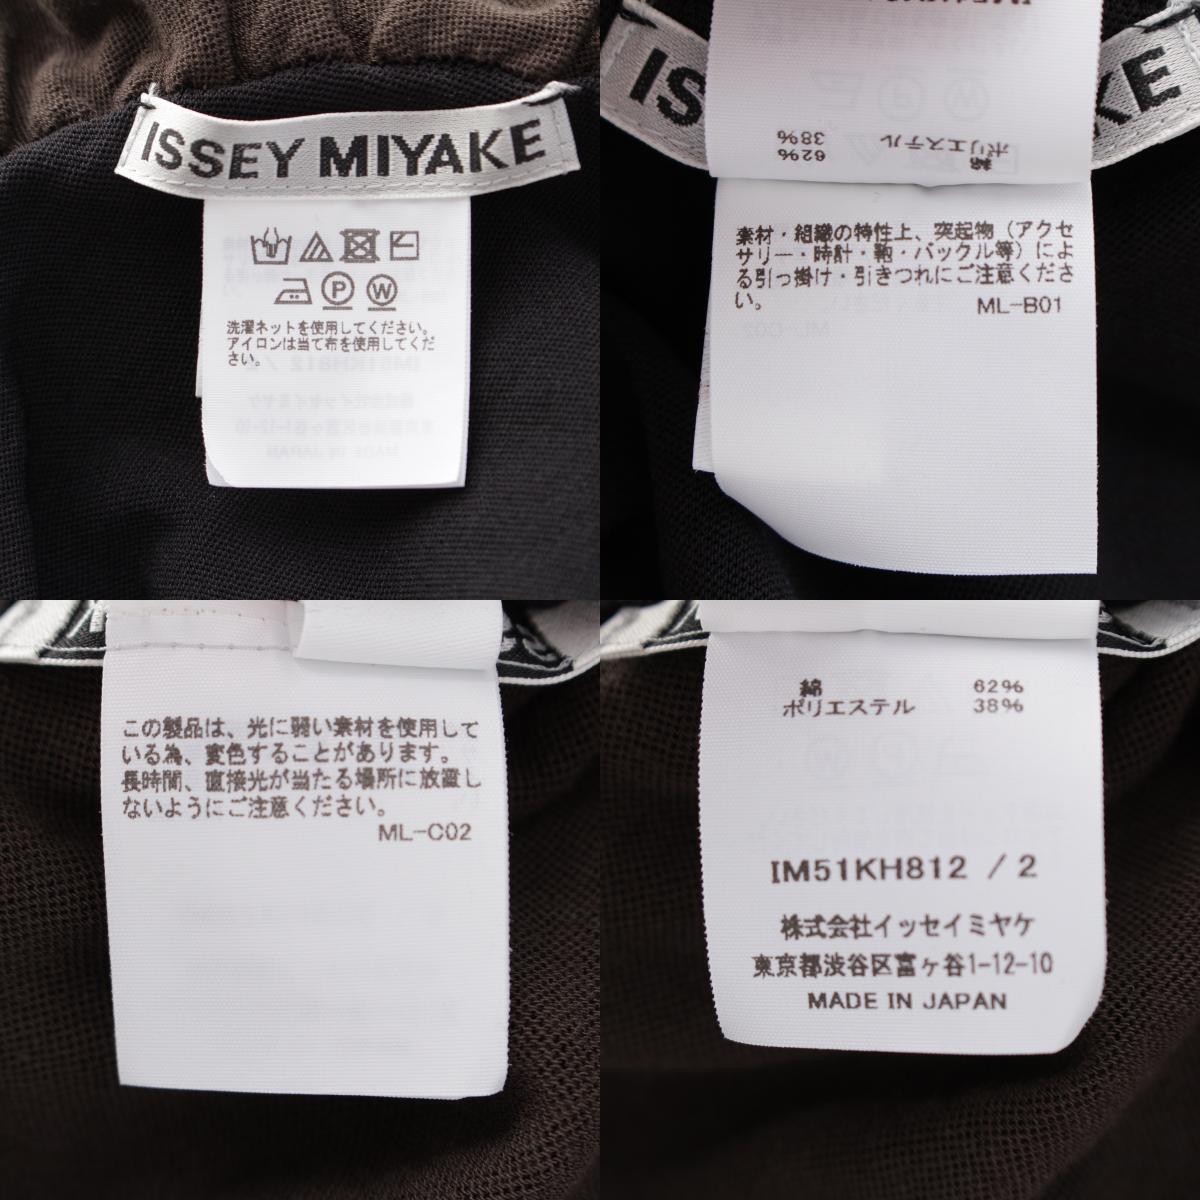 ISSEY MIYAKE
P W
洗濯ネットを使用してください。
アイロンは当て布を使用してくだ
さい。
IS
KE
綿 62%
ポリエステル 38%
素材・組織の特性上、突起物（アクセ
サリー・時計・鞄・バックル等）によ
る引っ掛け・引きつれにご注意くださ
い。
ML-B01
この製品は、光に弱い素材を使用して
いる為、変色することがあります。
長時間、直接光が当たる場所に放置し
ないようにご注意ください。
ML-C02
綿 62%
ポリエステル 38%
IM51KH812 / 2
株式会社イッセイミヤケ
東京都渋谷区富ヶ谷1-12-10
MADE IN JAPAN